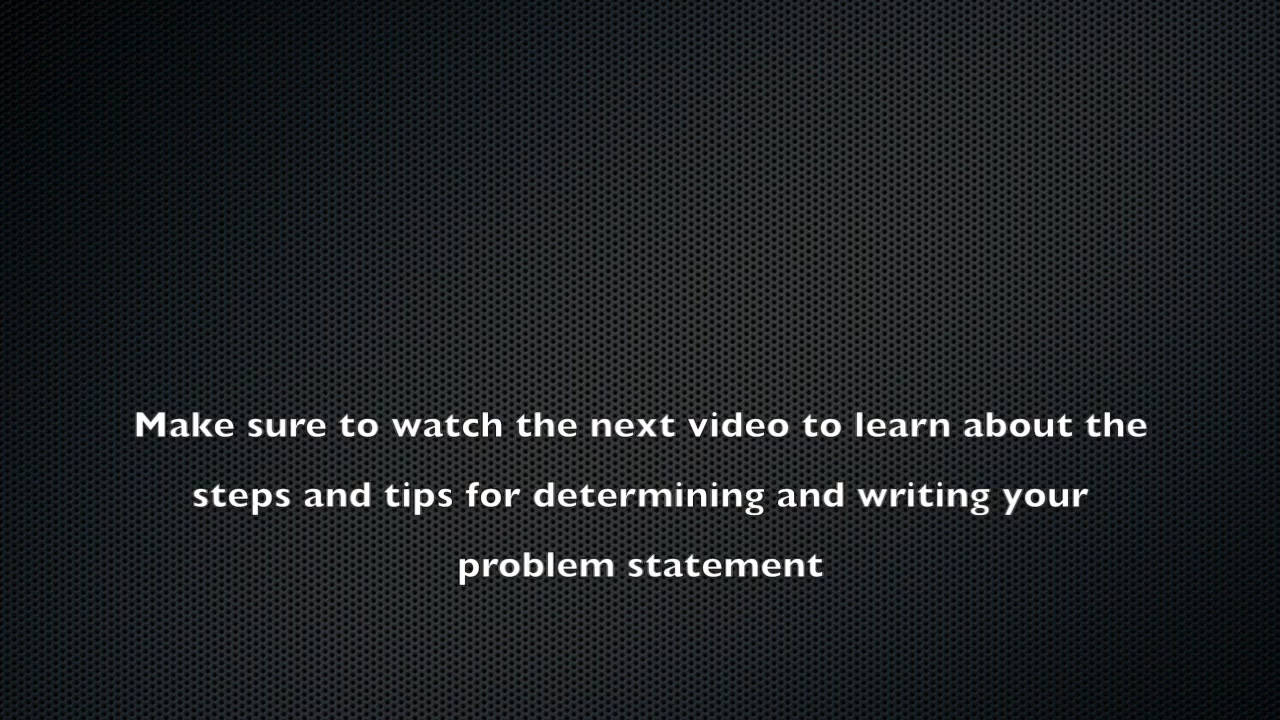 Make sure to watch the next video to learn about the
steps and tips for determining and writing your
problem statement